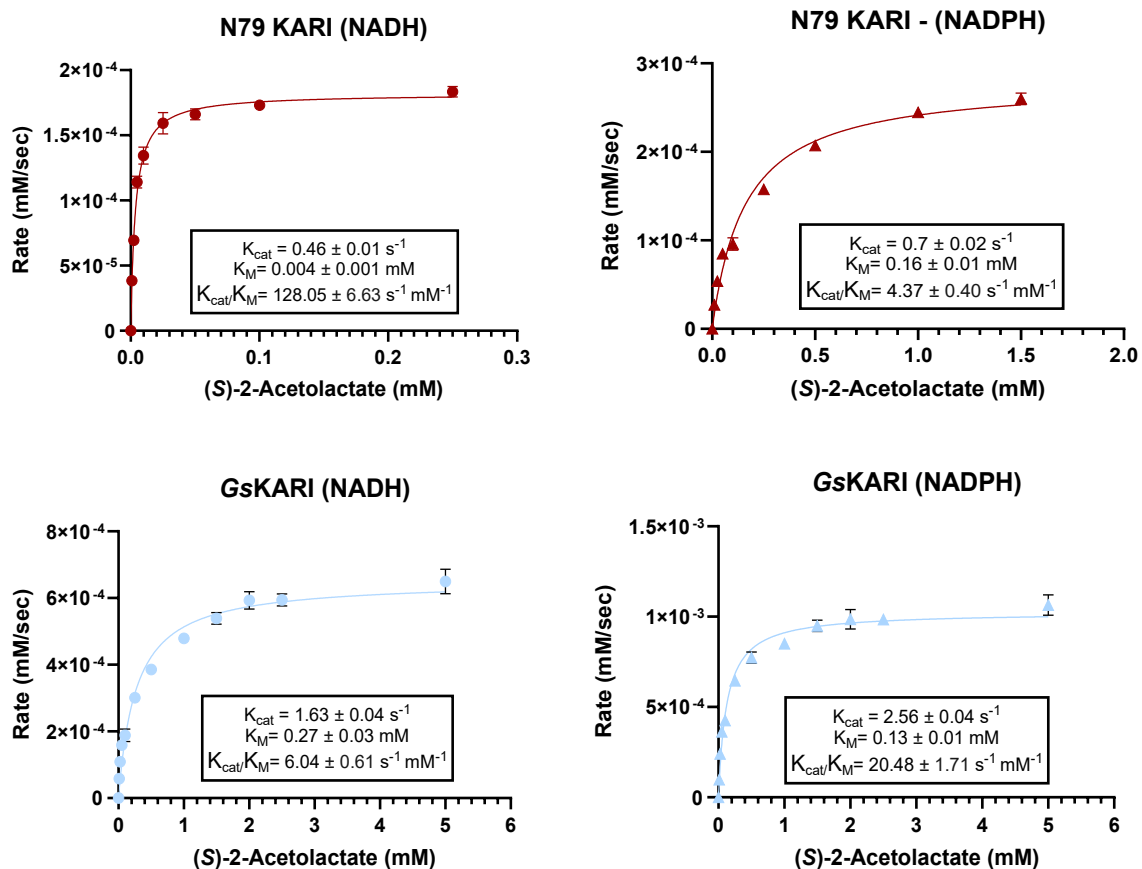 N79 KARI (NADH)
2×10⁻⁴
1.5×10⁻⁴
1×10⁻⁴
5×10⁻⁵
0
Rate (mM/sec)
K_cat = 0.46 ± 0.01 s⁻¹
K_M= 0.004 ± 0.001 mM
K_cat/K_M= 128.05 ± 6.63 s⁻¹ mM⁻¹
0.0 0.1 0.2 0.3
(S)-2-Acetolactate (mM)
N79 KARI - (NADPH)
3×10⁻⁴
2×10⁻⁴
1×10⁻⁴
0
Rate (mM/sec)
K_cat = 0.7 ± 0.02 s⁻¹
K_M= 0.16 ± 0.01 mM
K_cat/K_M= 4.37 ± 0.40 s⁻¹ mM⁻¹
0.0 0.5 1.0 1.5 2.0
(S)-2-Acetolactate (mM)
GsKARI (NADH)
8×10⁻⁴
6×10⁻⁴
4×10⁻⁴
2×10⁻⁴
0
Rate (mM/sec)
K_cat = 1.63 ± 0.04 s⁻¹
K_M= 0.27 ± 0.03 mM
K_cat/K_M= 6.04 ± 0.61 s⁻¹ mM⁻¹
0 1 2 3 4 5 6
(S)-2-Acetolactate (mM)
GsKARI (NADPH)
1.5×10⁻³
1×10⁻³
5×10⁻⁴
0
Rate (mM/sec)
K_cat = 2.56 ± 0.04 s⁻¹
K_M= 0.13 ± 0.01 mM
K_cat/K_M= 20.48 ± 1.71 s⁻¹ mM⁻¹
0 1 2 3 4 5 6
(S)-2-Acetolactate (mM)